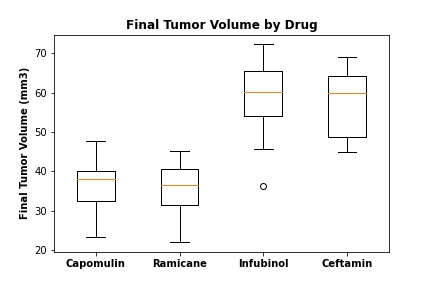 Final Tumor Volume by Drug
Final Tumor Volume (mm3)
70
60
50
40
30
20
Capomulin Ramicane Infubinol Ceftamin